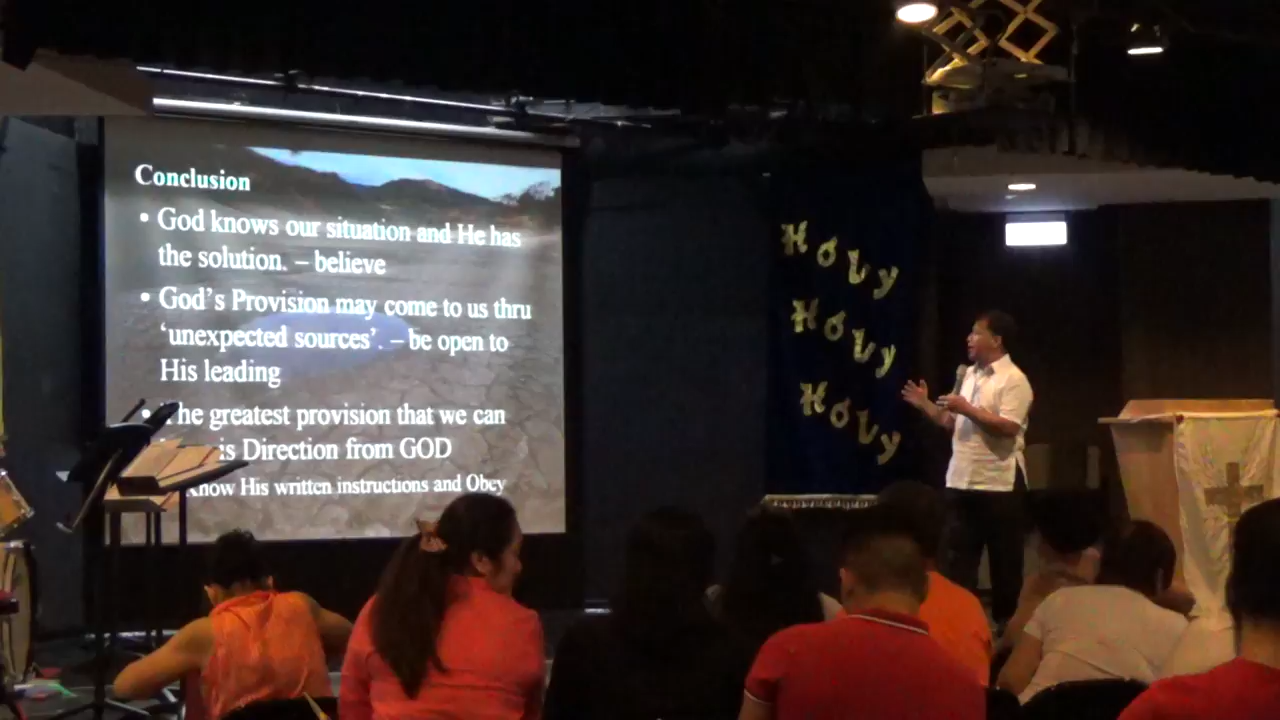 Conclusion
• God knows our situation and He has
the solution. – believe
• God's Provision may come to us thru
'unexpected sources'. – be open to
His leading
• The greatest provision that we can
is Direction from GOD
Know His written instructions and Obey
Holy
Holy
Holy